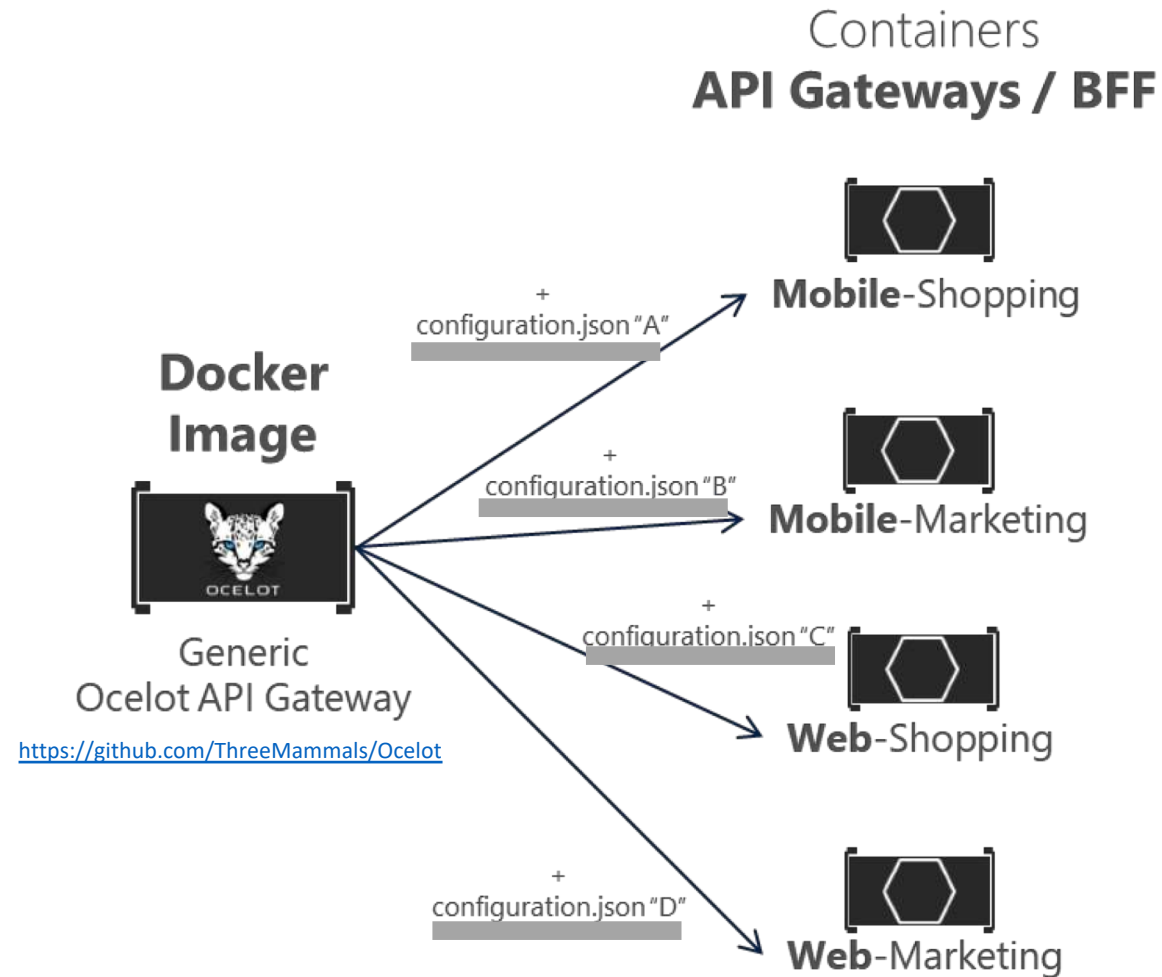 Containers
API Gateways / BFF
Mobile-Shopping
+
configuration.json “A”
Docker
Image
+
configuration.json “B”
Mobile-Marketing
OCELOT
+
configuration.json “C”
Generic
Ocelot API Gateway
Web-Shopping
https://github.com/ThreeMammals/Ocelot
+
configuration.json “D”
Web-Marketing